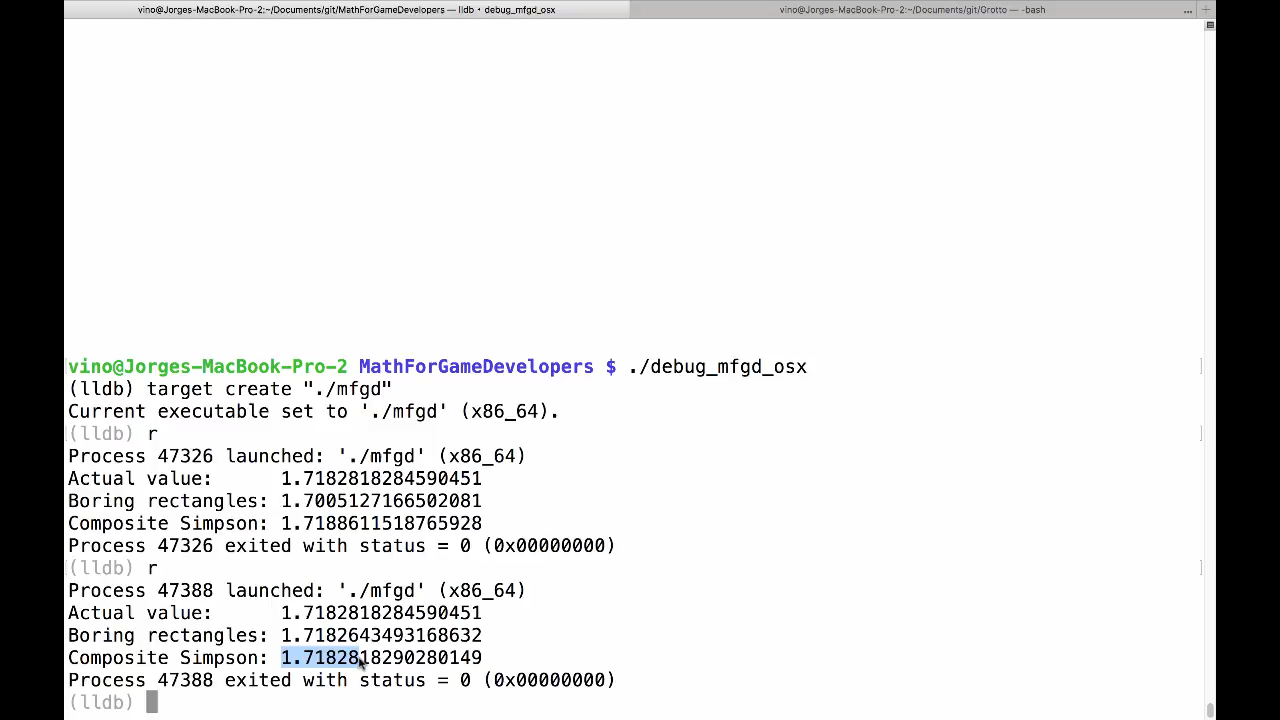 vino@Jorges-MacBook-Pro-2:~/Documents/git/MathForGameDevelopers — lldb • debug_mfgd_osx
vino@Jorges-MacBook-Pro-2:~/Documents/git/Grotto — -bash
vino@Jorges-MacBook-Pro-2 MathForGameDevelopers $ ./debug_mfgd_osx
(lldb) target create "./mfgd"
Current executable set to './mfgd' (x86_64).
(lldb) r
Process 47326 launched: './mfgd' (x86_64)
Actual value:      1.7182818284590451
Boring rectangles: 1.7005127166502081
Composite Simpson: 1.7188611518765928
Process 47326 exited with status = 0 (0x00000000)
(lldb) r
Process 47388 launched: './mfgd' (x86_64)
Actual value:      1.7182818284590451
Boring rectangles: 1.7182643493168632
Composite Simpson: 1.7182818290280149
Process 47388 exited with status = 0 (0x00000000)
(lldb)